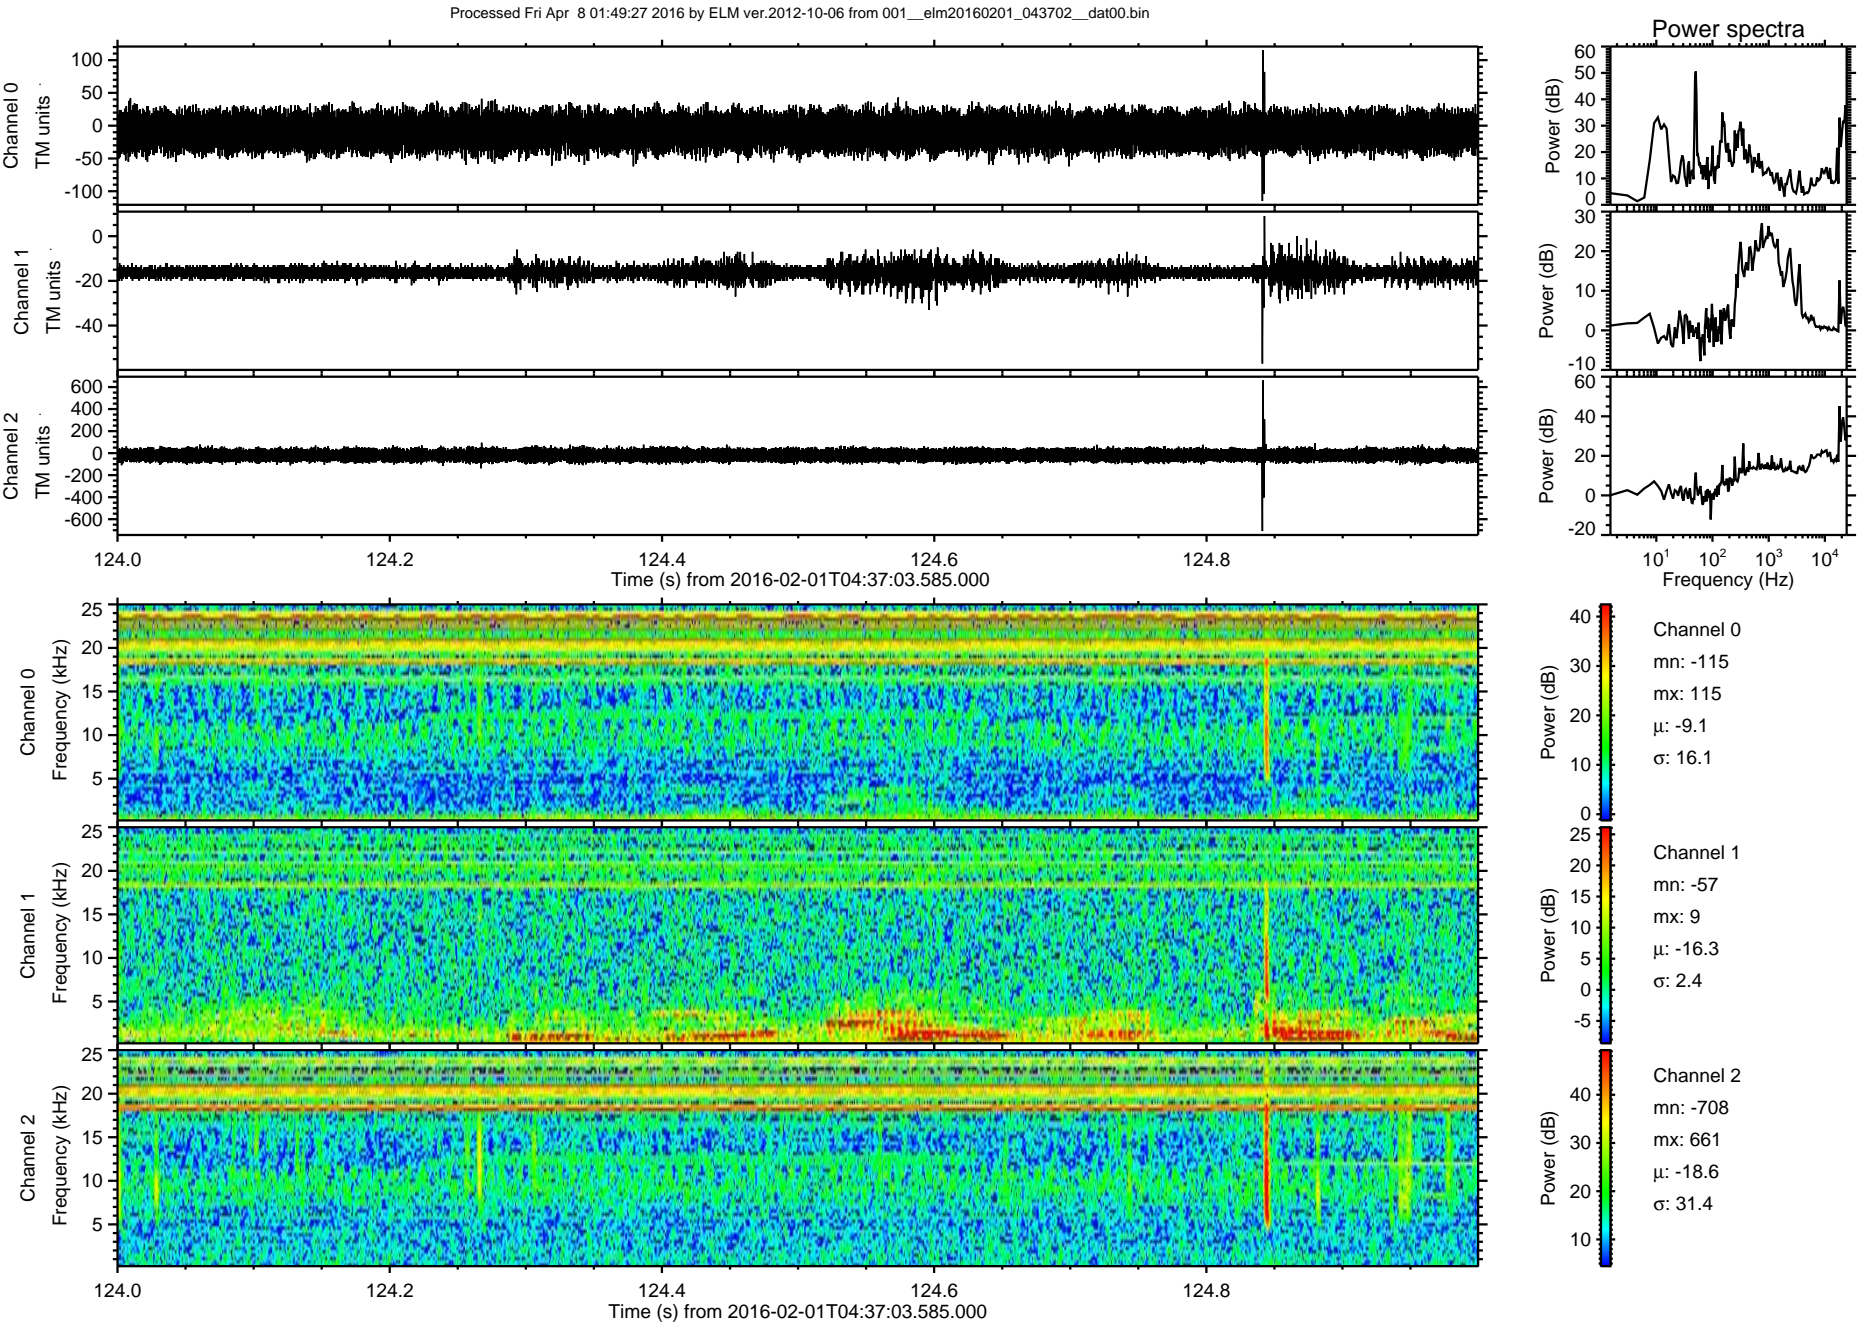 Processed Fri Apr  8 01:49:27 2016 by ELM ver.2012-10-06 from 001__elm20160201_043702__dat00.bin
Power spectra
Channel 0
TM units
100
50
0
-50
-100
Power (dB)
60
50
40
30
20
10
0
Channel 1
TM units
0
-20
-40
Power (dB)
30
20
10
0
-10
Channel 2
TM units
600
400
200
0
-200
-400
-600
Power (dB)
60
40
20
0
-20
124.0 124.2 124.4 124.6 124.8
Time (s) from 2016-02-01T04:37:03.585.000
10^1 10^2 10^3 10^4
Frequency (Hz)
Channel 0
Frequency (kHz)
25
20
15
10
5
Power (dB)
40
30
20
10
0
Channel 0
mn: -115
mx: 115
μ: -9.1
σ: 16.1
Channel 1
Frequency (kHz)
25
20
15
10
5
Power (dB)
25
20
15
10
5
0
-5
Channel 1
mn: -57
mx: 9
μ: -16.3
σ: 2.4
Channel 2
Frequency (kHz)
25
20
15
10
5
Power (dB)
40
30
20
10
Channel 2
mn: -708
mx: 661
μ: -18.6
σ: 31.4
124.0 124.2 124.4 124.6 124.8
Time (s) from 2016-02-01T04:37:03.585.000